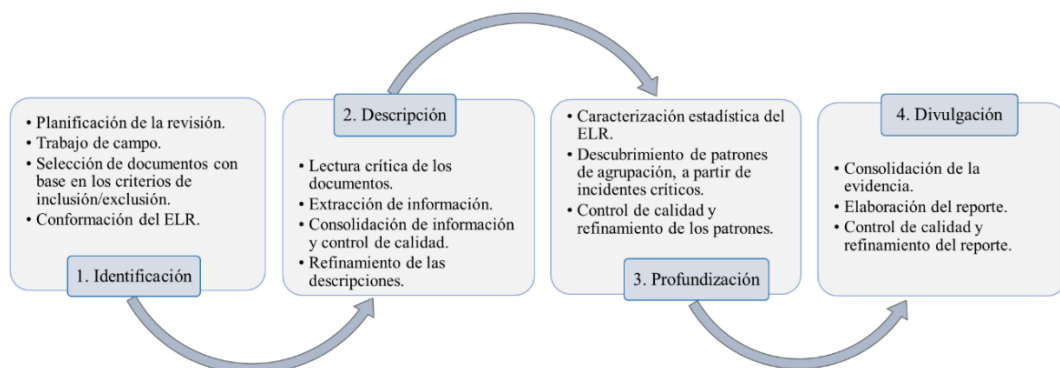 • Planificación de la revisión.
• Trabajo de campo.
• Selección de documentos con
base en los criterios de
inclusión/exclusión.
• Conformación del ELR.
1. Identificación
2. Descripción
• Lectura crítica de los
documentos.
• Extracción de información.
• Consolidación de información
y control de calidad.
• Refinamiento de las
descripciones.
• Caracterización estadística del
ELR.
• Descubrimiento de patrones
de agrupación, a partir de
incidentes críticos.
• Control de calidad y
refinamiento de los patrones.
3. Profundización
4. Divulgación
• Consolidación de la
evidencia.
• Elaboración del reporte.
• Control de calidad y
refinamiento del reporte.